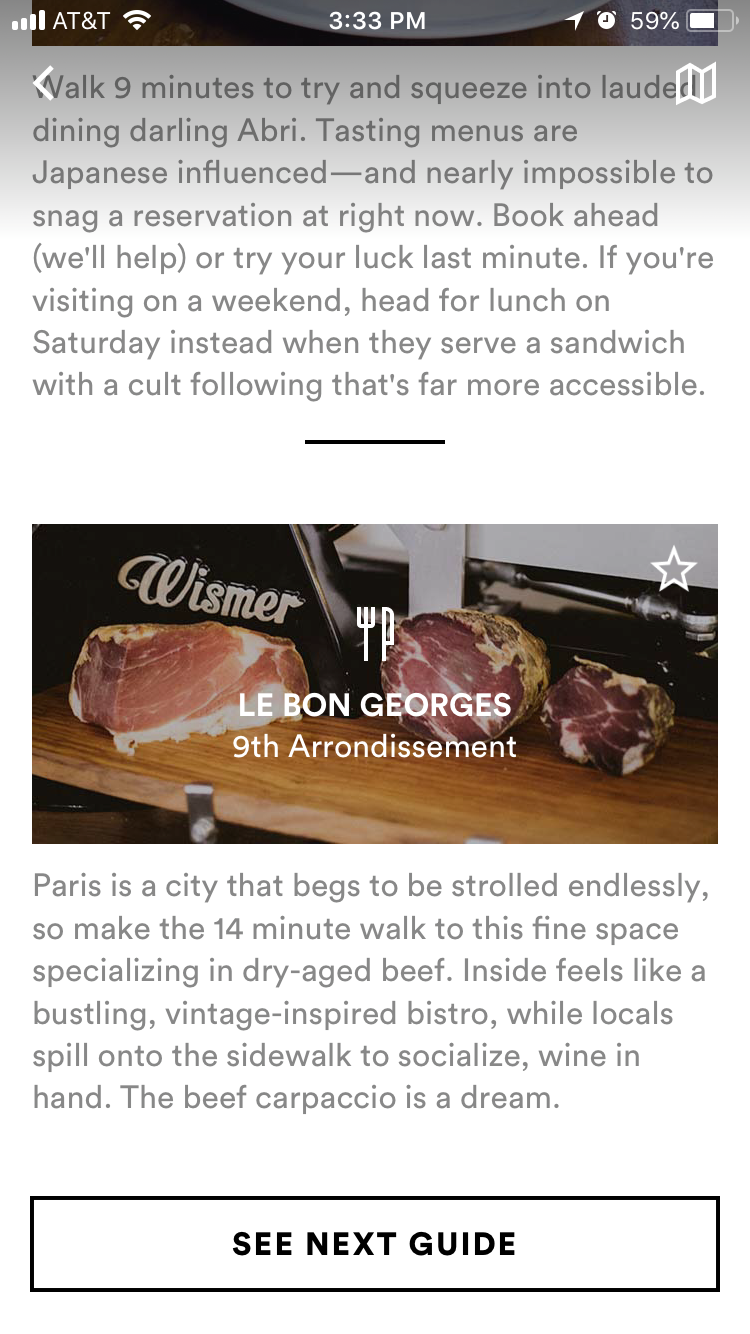 AT&T 3:33 PM 59%
Walk 9 minutes to try and squeeze into lauded
dining darling Abri. Tasting menus are
Japanese influenced—and nearly impossible to
snag a reservation at right now. Book ahead
(we'll help) or try your luck last minute. If you're
visiting on a weekend, head for lunch on
Saturday instead when they serve a sandwich
with a cult following that's far more accessible.
Wismer
LE BON GEORGES
9th Arrondissement
Paris is a city that begs to be strolled endlessly,
so make the 14 minute walk to this fine space
specializing in dry-aged beef. Inside feels like a
bustling, vintage-inspired bistro, while locals
spill onto the sidewalk to socialize, wine in
hand. The beef carpaccio is a dream.
SEE NEXT GUIDE